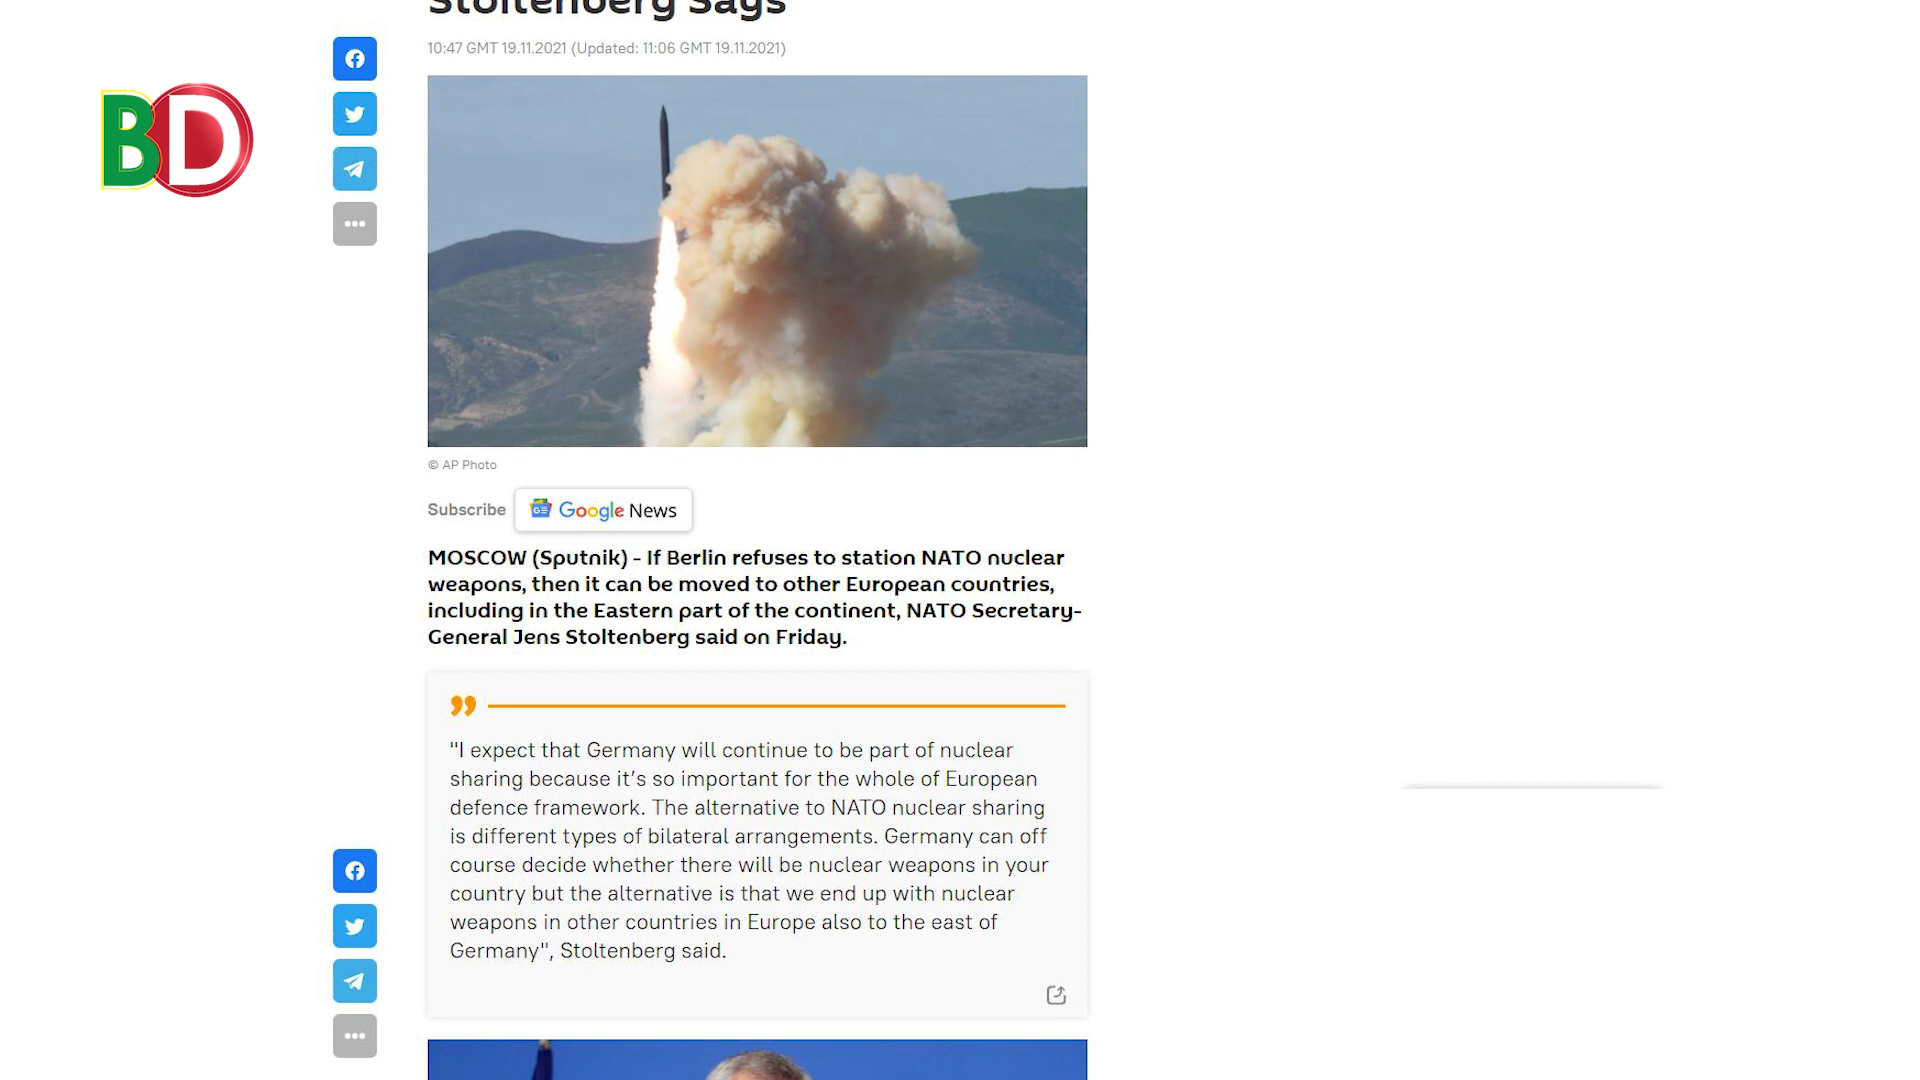 Stoltenberg Says
10:47 GMT 19.11.2021 (Updated: 11:06 GMT 19.11.2021)
BD
© AP Photo
Subscribe
GE Google News
MOSCOW (Sputnik) - If Berlin refuses to station NATO nuclear
weapons, then it can be moved to other European countries,
including in the Eastern part of the continent, NATO Secretary-
General Jens Stoltenberg said on Friday.
"I expect that Germany will continue to be part of nuclear
sharing because it's so important for the whole of European
defence framework. The alternative to NATO nuclear sharing
is different types of bilateral arrangements. Germany can off
course decide whether there will be nuclear weapons in your
country but the alternative is that we end up with nuclear
weapons in other countries in Europe also to the east of
Germany", Stoltenberg said.